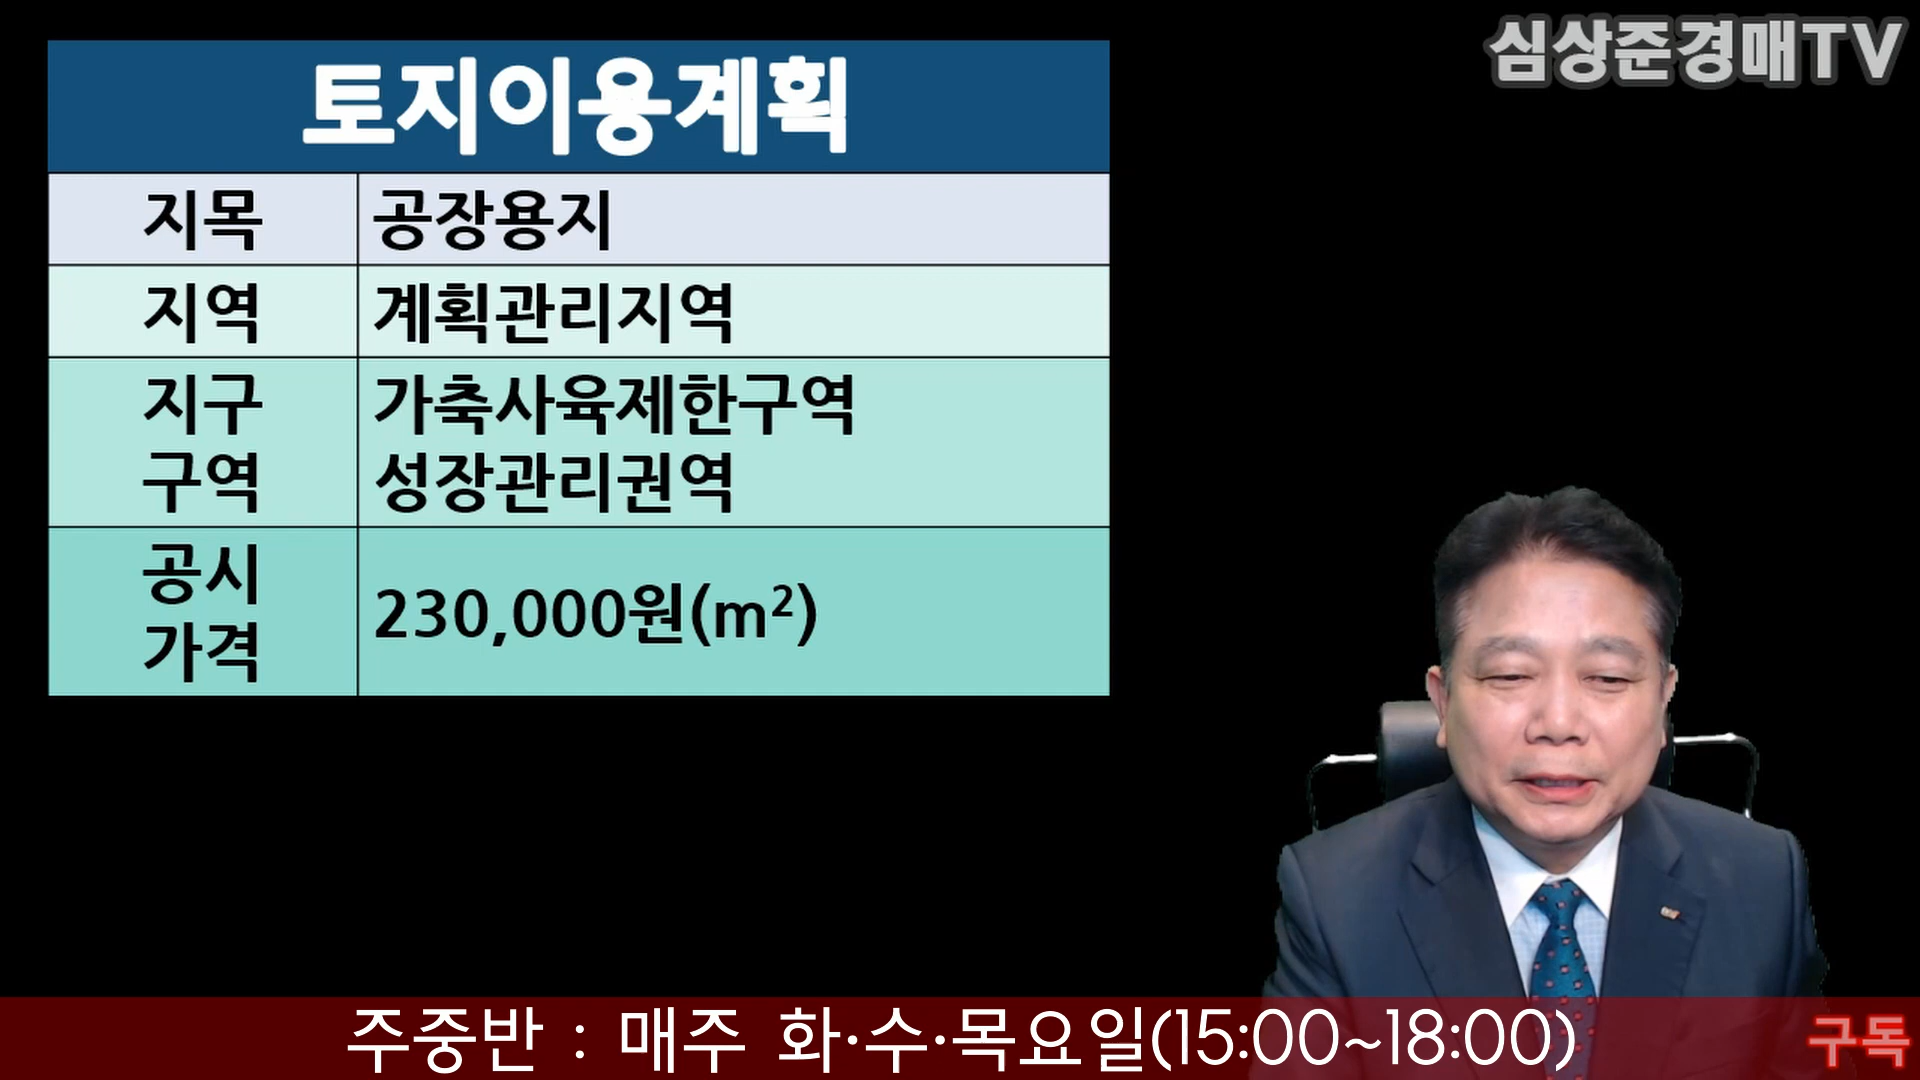 심상준경매TV
토지이용계획
지목 공장용지
지역 계획관리지역
지구 가축사육제한구역
구역 성장관리권역
공시
가격
230,000원(m²)
주중반 : 매주 화·수·목요일(15:00~18:00)
구독